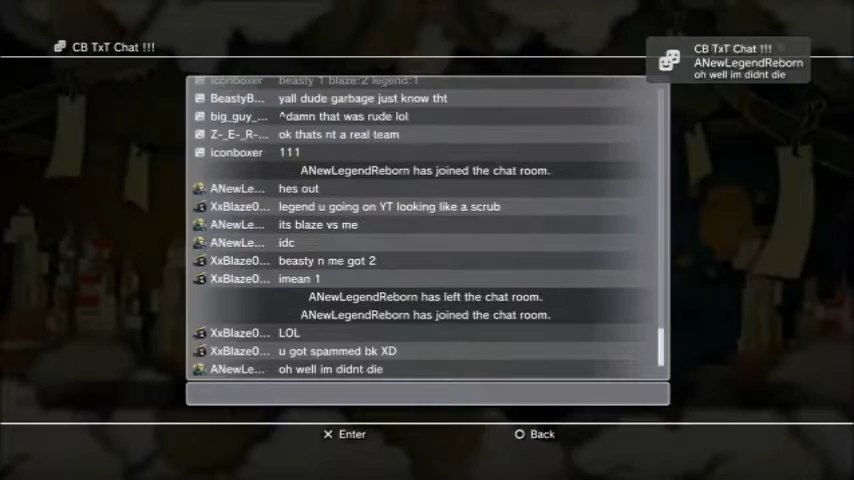 CB TxT Chat !!!
CB TxT Chat !!!
ANewLegendReborn
oh well im didnt die
iconboxer beasty 1 blaze:2 legend:1
BeastyB... yall dude garbage just know tht
big_guy_... ^damn that was rude lol
Z-_E_R-... ok thats nt a real team
iconboxer 111
ANewLegendReborn has joined the chat room.
ANewLe... hes out
XxBlaze0... legend u going on YT looking like a scrub
ANewLe... its blaze vs me
ANewLe... idc
XxBlaze0... beasty n me got 2
XxBlaze0... imean 1
ANewLegendReborn has left the chat room.
ANewLegendReborn has joined the chat room.
XxBlaze0... LOL
XxBlaze0... u got spammed bk XD
ANewLe... oh well im didnt die
Enter
Back